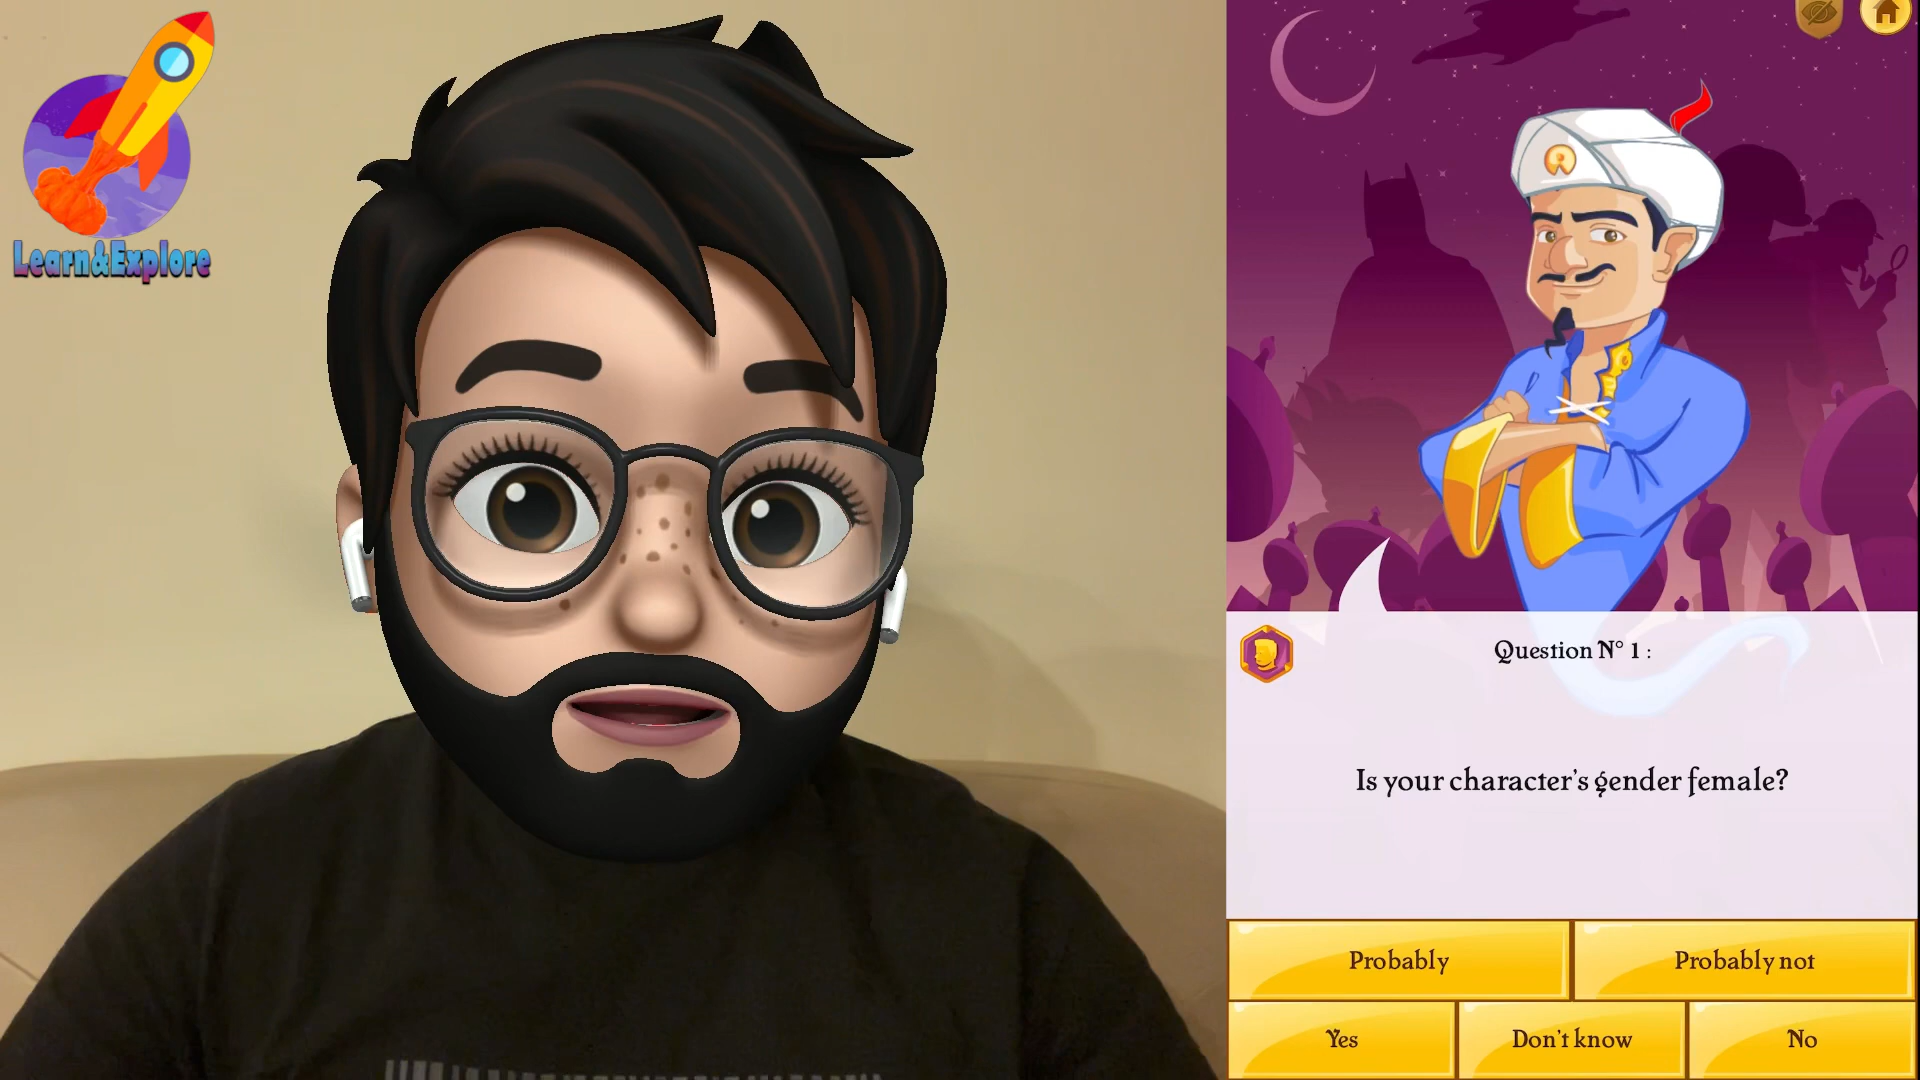 Learn&Explore
Question N° 1 :
Is your character's gender female?
Probably
Probably not
Yes
Don't know
No